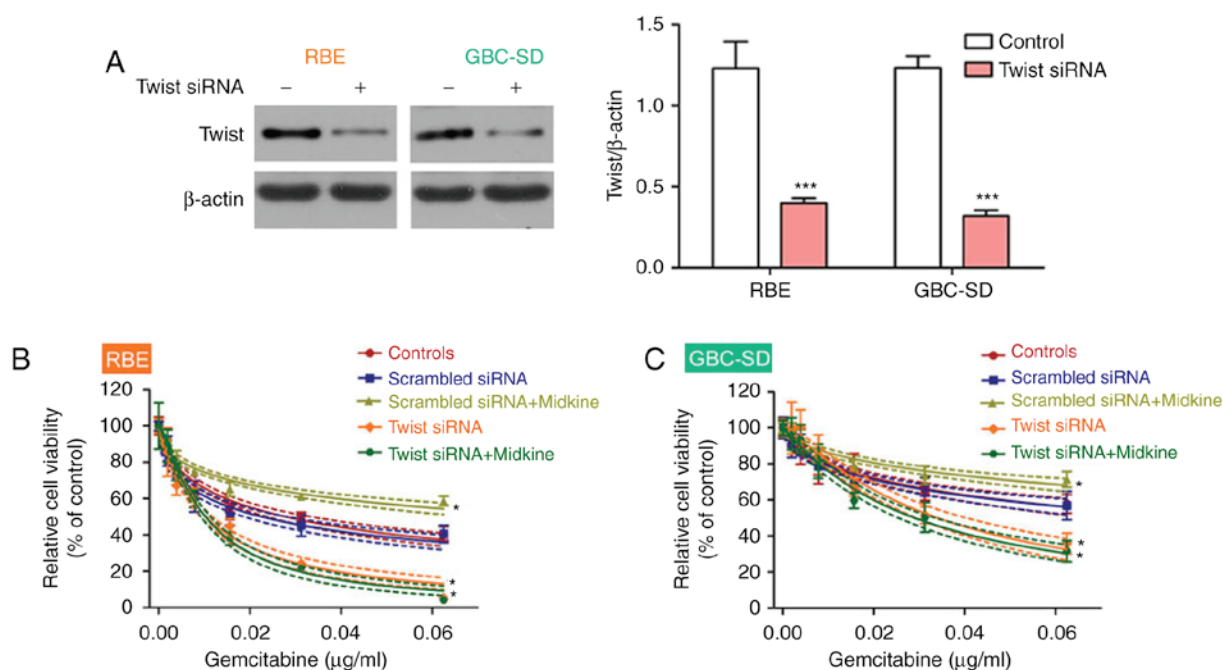 A
RBE
GBC-SD
Twist siRNA
− + − +
Twist
β-actin
Twist/β-actin
1.5
1.0
0.5
0.0
Control
Twist siRNA
***
***
RBE
GBC-SD
B
RBE
Controls
Scrambled siRNA
Scrambled siRNA+Midkine
Twist siRNA
Twist siRNA+Midkine
Relative cell viability
(% of control)
120
100
80
60
40
20
0
*
*
*
0.00 0.02 0.04 0.06
Gemcitabine (μg/ml)
C
GBC-SD
Controls
Scrambled siRNA
Scrambled siRNA+Midkine
Twist siRNA
Twist siRNA+Midkine
Relative cell viability
(% of control)
120
100
80
60
40
20
0
*
*
*
0.00 0.02 0.04 0.06
Gemcitabine (μg/ml)